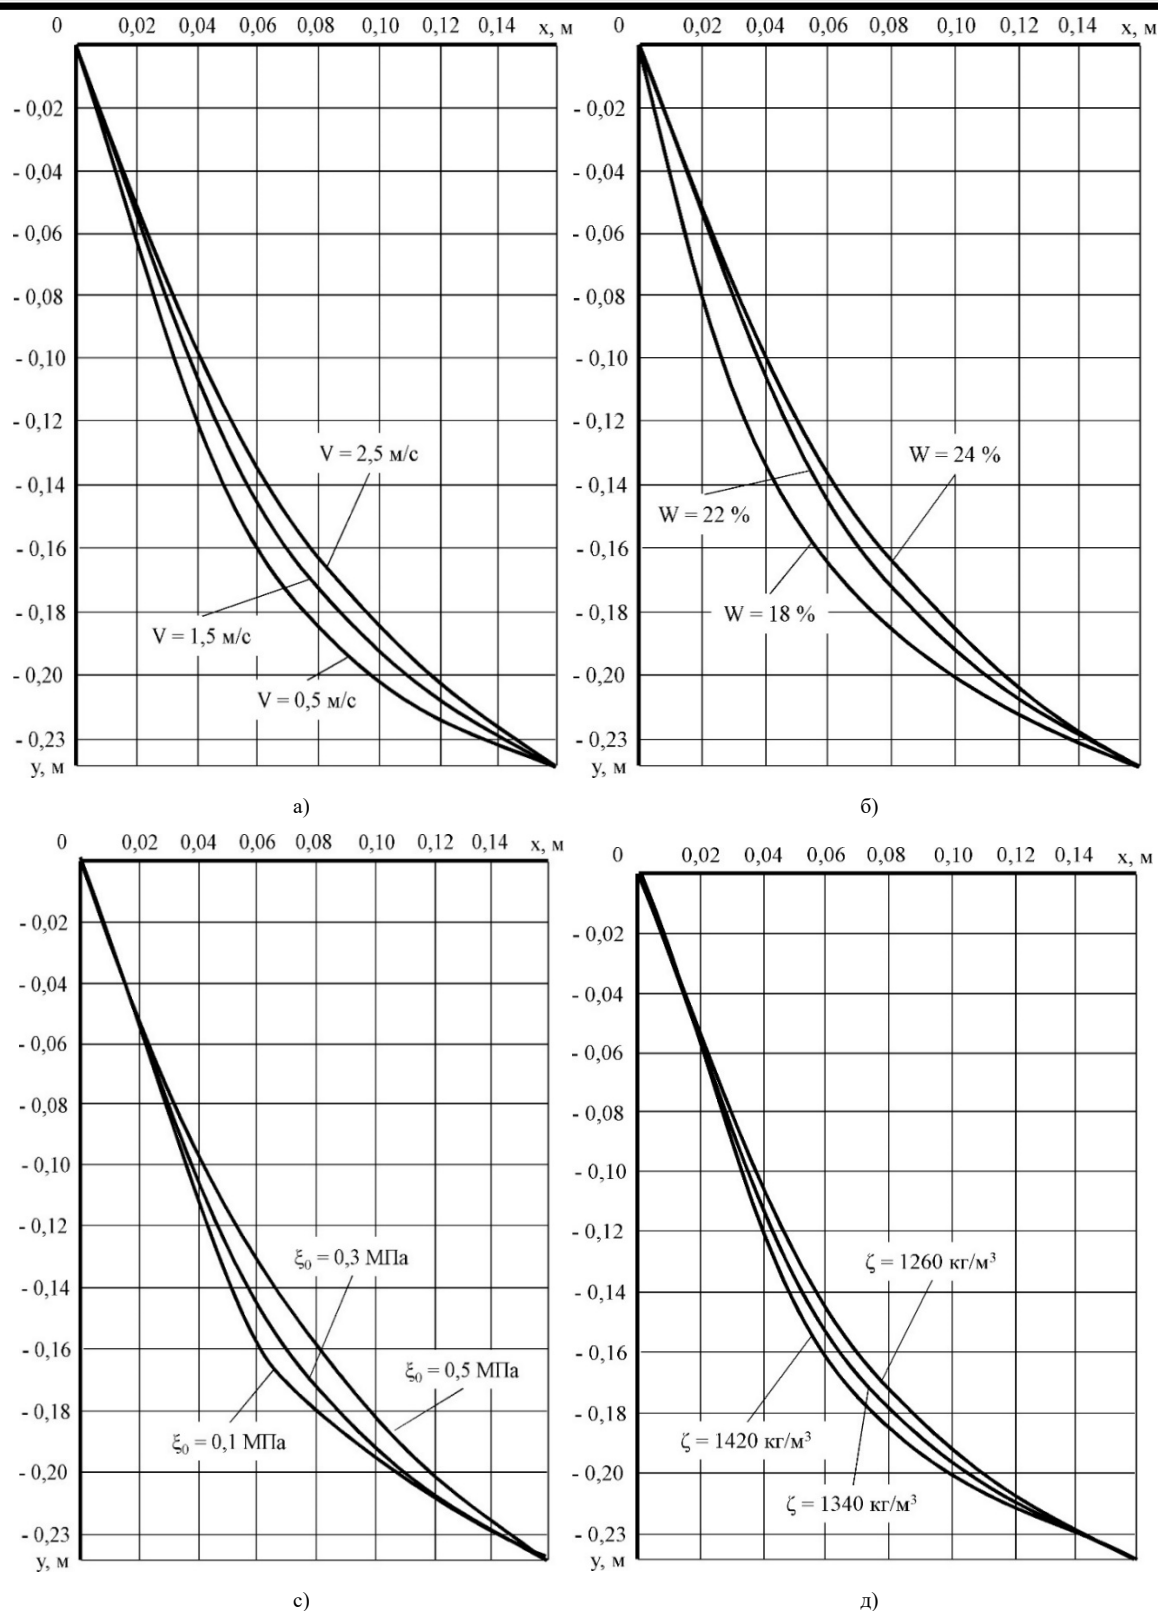 0 0,02 0,04 0,06 0,08 0,10 0,12 0,14 x, м
- 0,02
- 0,04
- 0,06
- 0,08
- 0,10
- 0,12
V = 2,5 м/с
- 0,14
- 0,16
- 0,18
V = 1,5 м/с
- 0,20
V = 0,5 м/с
- 0,23
y, м
а)
0 0,02 0,04 0,06 0,08 0,10 0,12 0,14 x, м
- 0,02
- 0,04
- 0,06
- 0,08
- 0,10
- 0,12
W = 24 %
- 0,14
W = 22 %
- 0,16
- 0,18
W = 18 %
- 0,20
- 0,23
y, м
б)
0 0,02 0,04 0,06 0,08 0,10 0,12 0,14 x, м
- 0,02
- 0,04
- 0,06
- 0,08
- 0,10
- 0,12
ξ₀ = 0,3 МПа
- 0,14
- 0,16
ξ₀ = 0,5 МПа
- 0,18
ξ₀ = 0,1 МПа
- 0,20
- 0,23
y, м
с)
0 0,02 0,04 0,06 0,08 0,10 0,12 0,14 x, м
- 0,02
- 0,04
- 0,06
- 0,08
- 0,10
- 0,12
ζ = 1260 кг/м³
- 0,14
- 0,16
- 0,18
ζ = 1420 кг/м³
- 0,20
ζ = 1340 кг/м³
- 0,23
y, м
д)